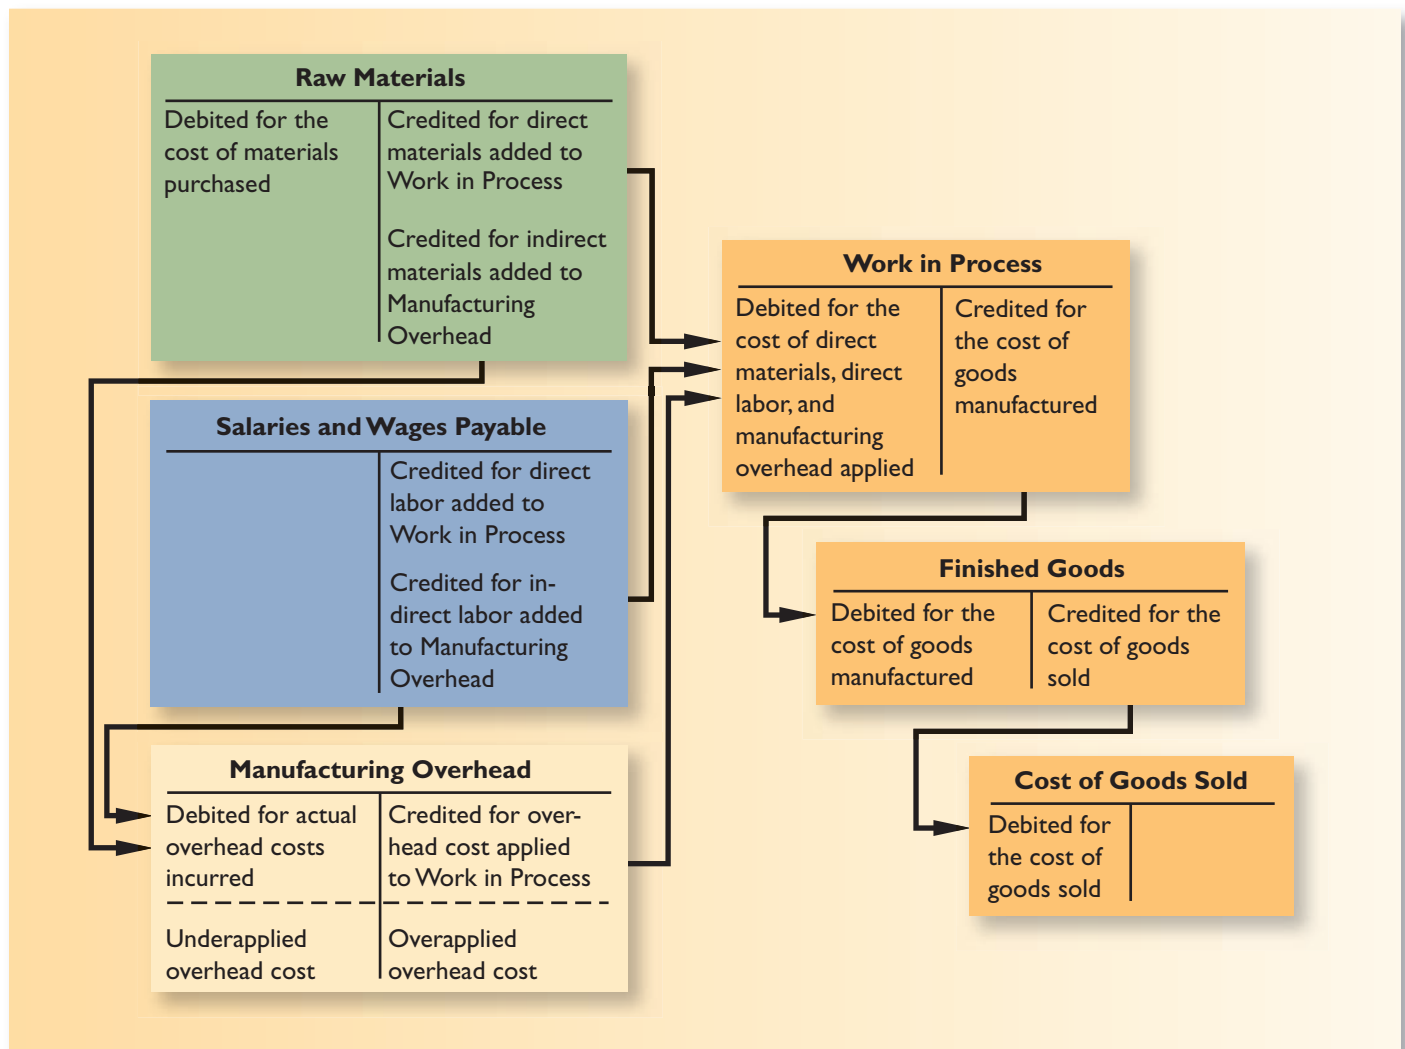 Raw Materials
Debited for the
cost of materials
purchased
Credited for direct
materials added to
Work in Process
Credited for indirect
materials added to
Manufacturing
Overhead
Salaries and Wages Payable
Credited for direct
labor added to
Work in Process
Credited for in-
direct labor added
to Manufacturing
Overhead
Manufacturing Overhead
Debited for actual
overhead costs
incurred
Credited for over-
head cost applied
to Work in Process
Underapplied
overhead cost
Overapplied
overhead cost
Work in Process
Debited for the
cost of direct
materials, direct
labor, and
manufacturing
overhead applied
Credited for
the cost of
goods
manufactured
Finished Goods
Debited for the
cost of goods
manufactured
Credited for the
cost of goods
sold
Cost of Goods Sold
Debited for
the cost of
goods sold